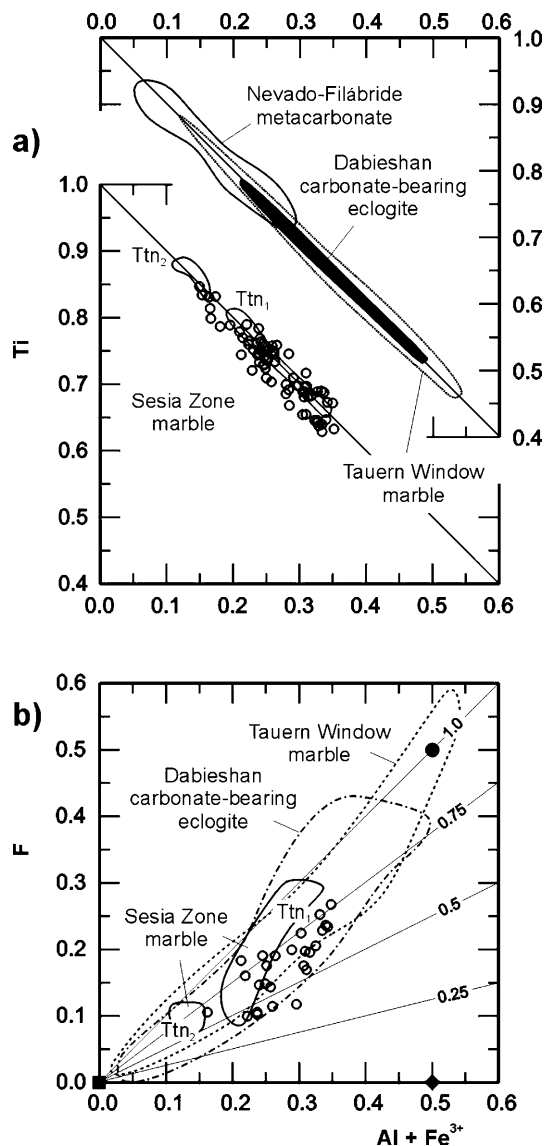 a)
0.0 0.1 0.2 0.3 0.4 0.5 0.6
1.0
0.9
0.8
0.7
0.6
0.5
0.4
Nevado-Filábride
metacarbonate
Dabieshan
carbonate-bearing
eclogite
Ttn2
Ttn1
Sesia Zone
marble
Tauern Window
marble
Ti
1.0
0.9
0.8
0.7
0.6
0.5
0.4
0.0 0.1 0.2 0.3 0.4 0.5 0.6
b)
F
0.6
0.5
0.4
0.3
0.2
0.1
0.0
Tauern Window
marble
1.0
Dabieshan
carbonate-bearing
eclogite
0.75
Sesia Zone
marble
Ttn1
0.5
Ttn2
0.25
0.0 0.1 0.2 0.3 0.4 0.5 0.6
Al + Fe3+